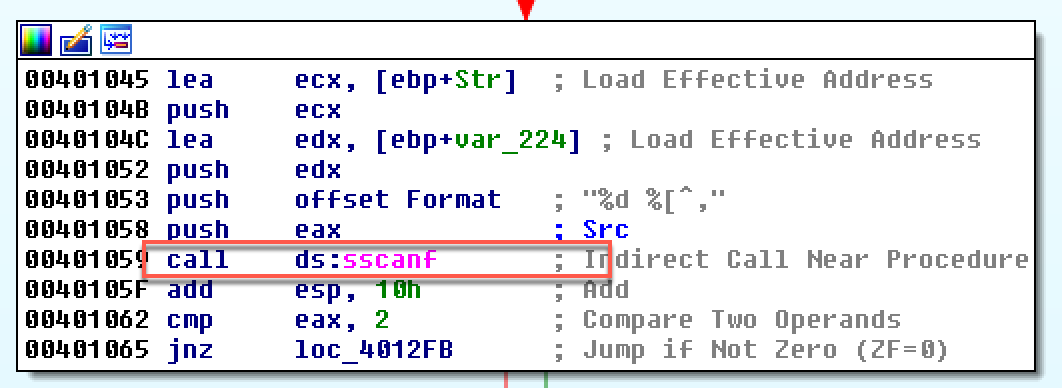 00401045 lea ecx, [ebp+Str] ; Load Effective Address
0040104B push ecx
0040104C lea edx, [ebp+var_224] ; Load Effective Address
00401052 push edx
00401053 push offset Format ; "%d %[^,"
00401058 push eax ; Src
00401059 call ds:sscanf ; Indirect Call Near Procedure
0040105F add esp, 10h ; Add
00401062 cmp eax, 2 ; Compare Two Operands
00401065 jnz loc_4012FB ; Jump if Not Zero (ZF=0)